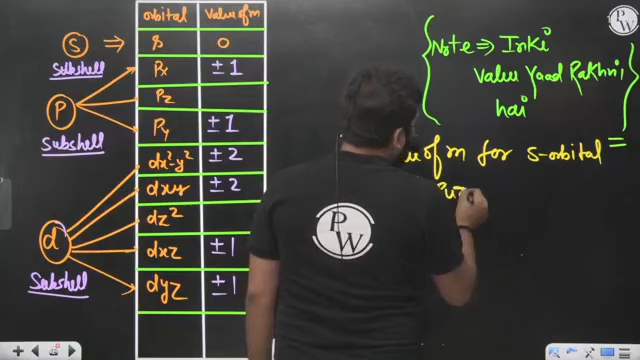 orbital Value of m
S ⇒ s 0
Subshell
Px ±1
P Pz
Subshell
Py ±1
dx²-y² ±2
dxy ±2
d dz²
dxz ±1
Subshell
dyz ±1
Note ⇒ Inki
value Yaad Rakhni
hai
of m for s-orbital =
P
W
PW